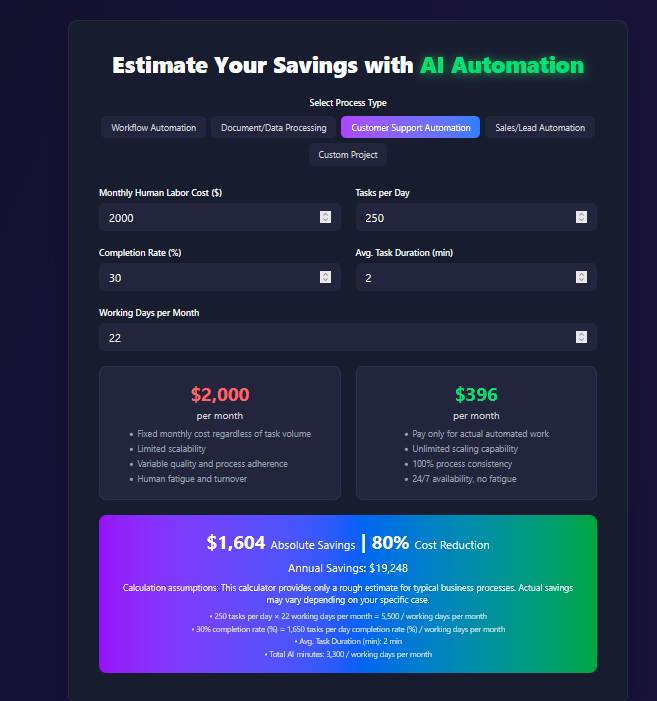 Estimate Your Savings with AI Automation
Select Process Type
Workflow Automation Document/Data Processing Customer Support Automation Sales/Lead Automation
Custom Project
Monthly Human Labor Cost ($) Tasks per Day
2000 250
Completion Rate (%) Avg. Task Duration (min)
30 2
Working Days per Month
22
$2,000
per month
• Fixed monthly cost regardless of task volume
• Limited scalability
• Variable quality and process adherence
• Human fatigue and turnover
$396
per month
• Pay only for actual automated work
• Unlimited scaling capability
• 100% process consistency
• 24/7 availability, no fatigue
$1,604 Absolute Savings | 80% Cost Reduction
Annual Savings: $19,248
Calculation assumptions: This calculator provides only a rough estimate for typical business processes. Actual savings
may vary depending on your specific case.
• 250 tasks per day × 22 working days per month = 5,500 / working days per month
• 30% completion rate (%) = 1,650 tasks per day completion rate (%) / working days per month
• Avg. Task Duration (min): 2 min
• Total AI minutes: 3,300 / working days per month